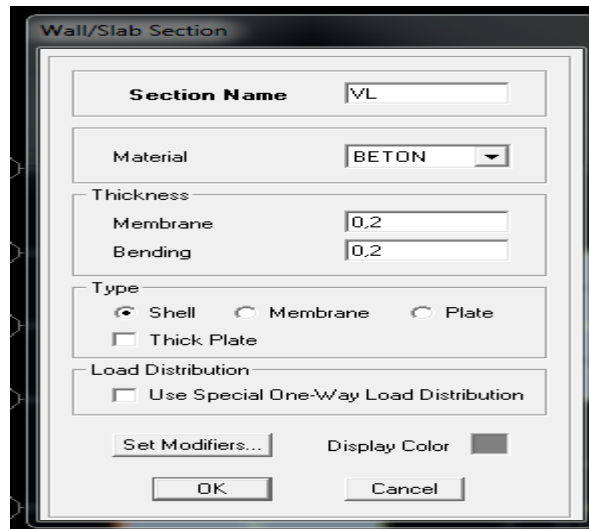 Wall/Slab Section
Section Name VL
Material BETON
Thickness
Membrane 0,2
Bending 0,2
Type
Shell Membrane Plate
Thick Plate
Load Distribution
Use Special One-Way Load Distribution
Set Modifiers... Display Color
OK Cancel